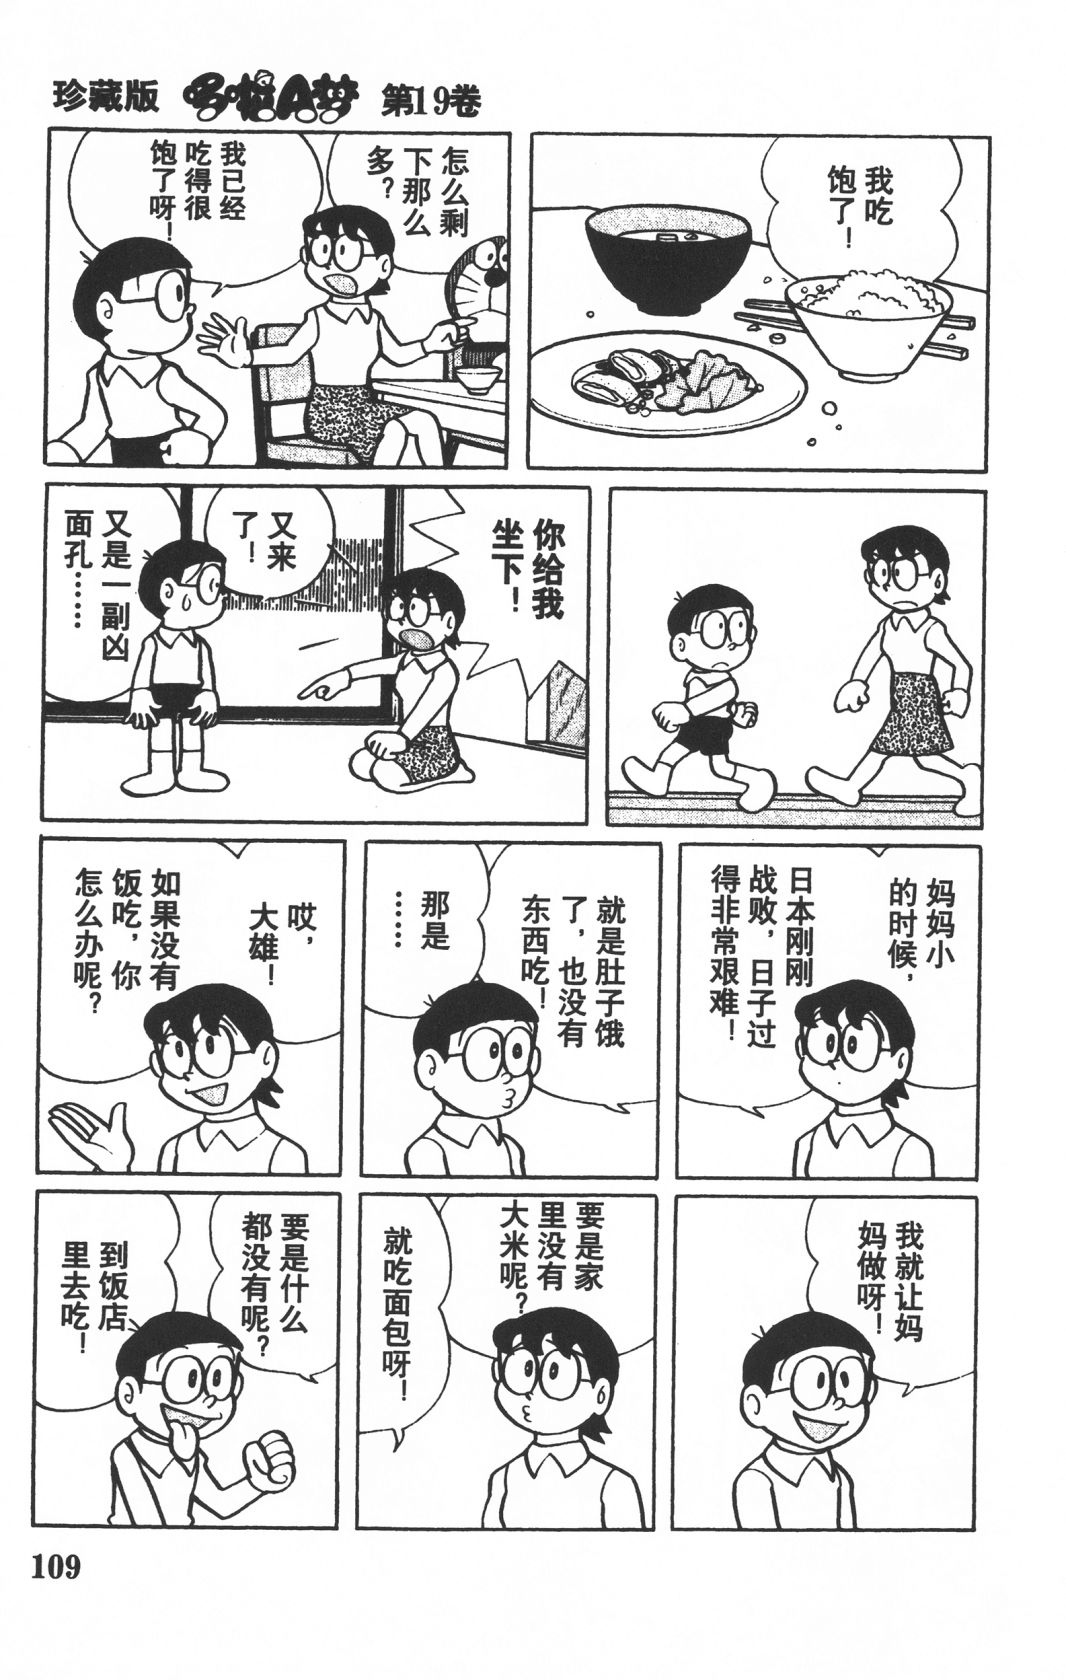 珍藏版 哆啦A梦 第19卷
我吃
饱了!
怎么剩
下那么
多?
我已经
吃得很
饱了呀!
你给我
坐下!
又来
了!
又是一副凶
面孔……
妈妈小
的时候,
日本刚刚
战败,日子过
得非常艰难!
就是肚子饿
了,也没有
东西吃!
那是
……
哎,
大雄!
如果没有
饭吃,你
怎么办呢?
我就让妈
妈做呀!
要是家
里没有
大米呢?
就吃面包呀!
要是什么
都没有呢?
到饭店
里去吃!
109